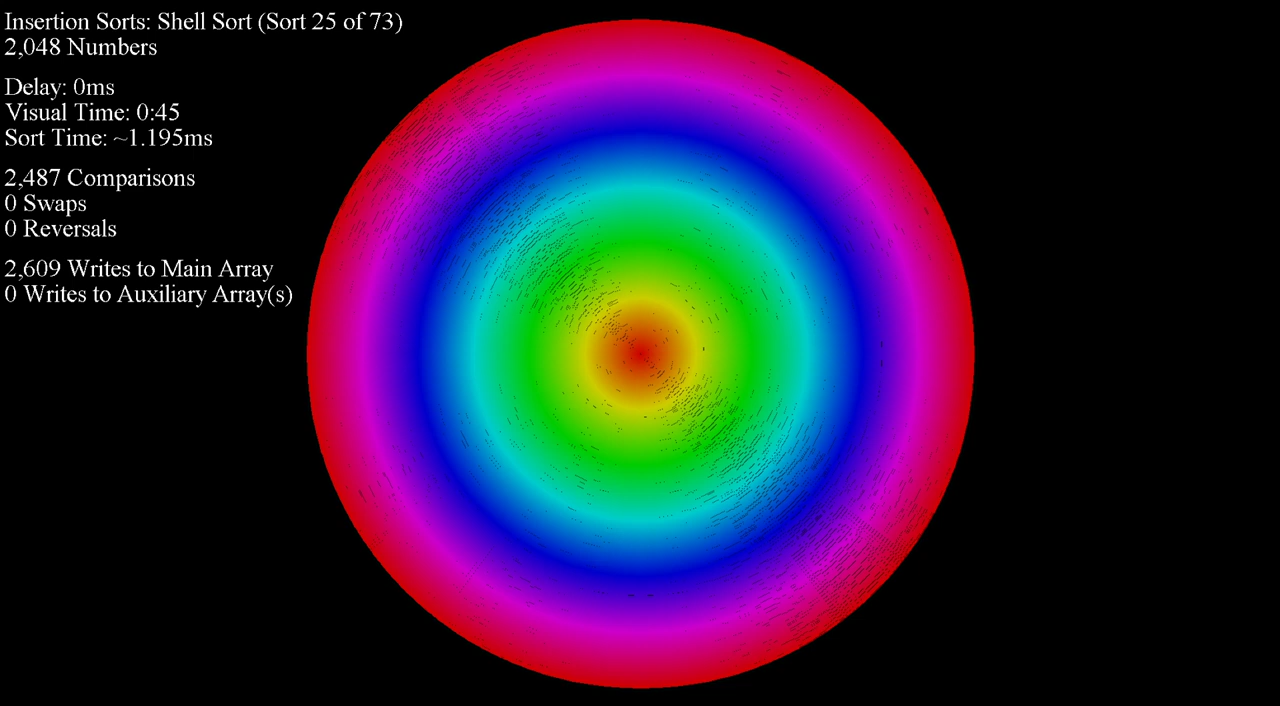 Insertion Sorts: Shell Sort (Sort 25 of 73)
2,048 Numbers
Delay: 0ms
Visual Time: 0:45
Sort Time: ~1.195ms
2,487 Comparisons
0 Swaps
0 Reversals
2,609 Writes to Main Array
0 Writes to Auxiliary Array(s)